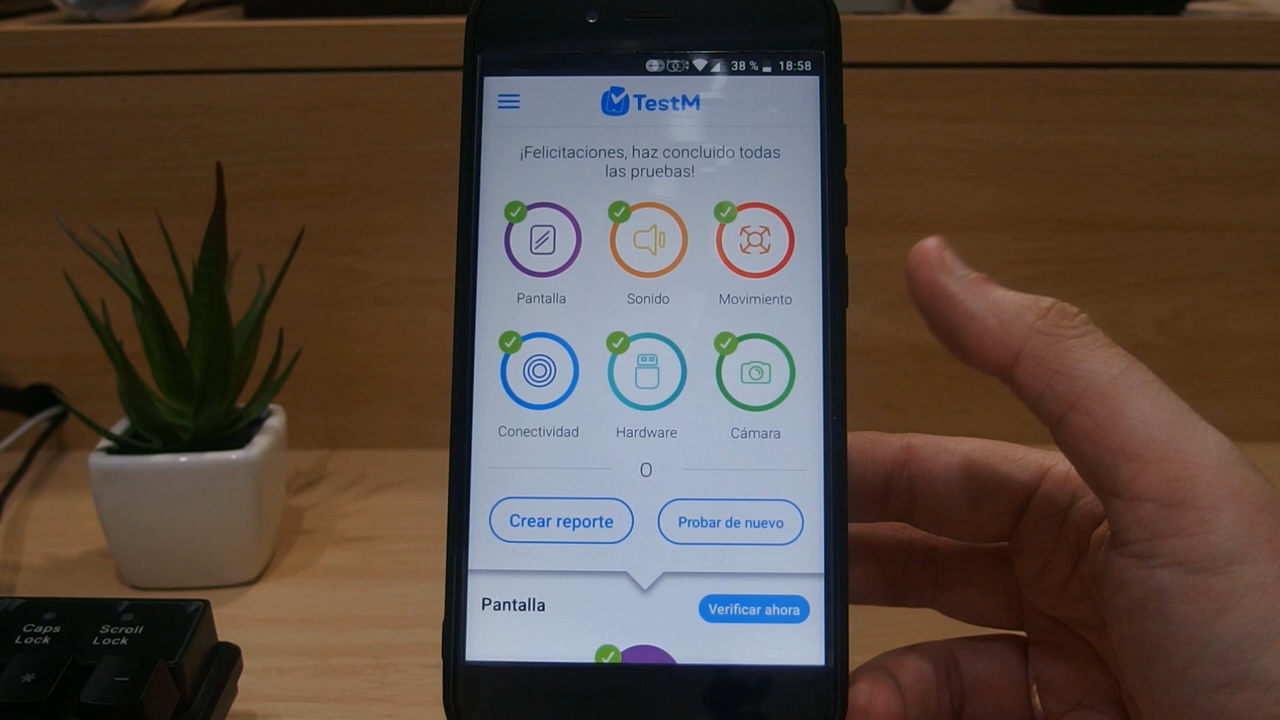 38 % 18:58
TestM
¡Felicitaciones, haz concluido todas
las pruebas!
Pantalla Sonido Movimiento
Conectividad Hardware Cámara
O
Crear reporte Probar de nuevo
Pantalla Verificar ahora
Caps Scroll
Lock Lock
* –